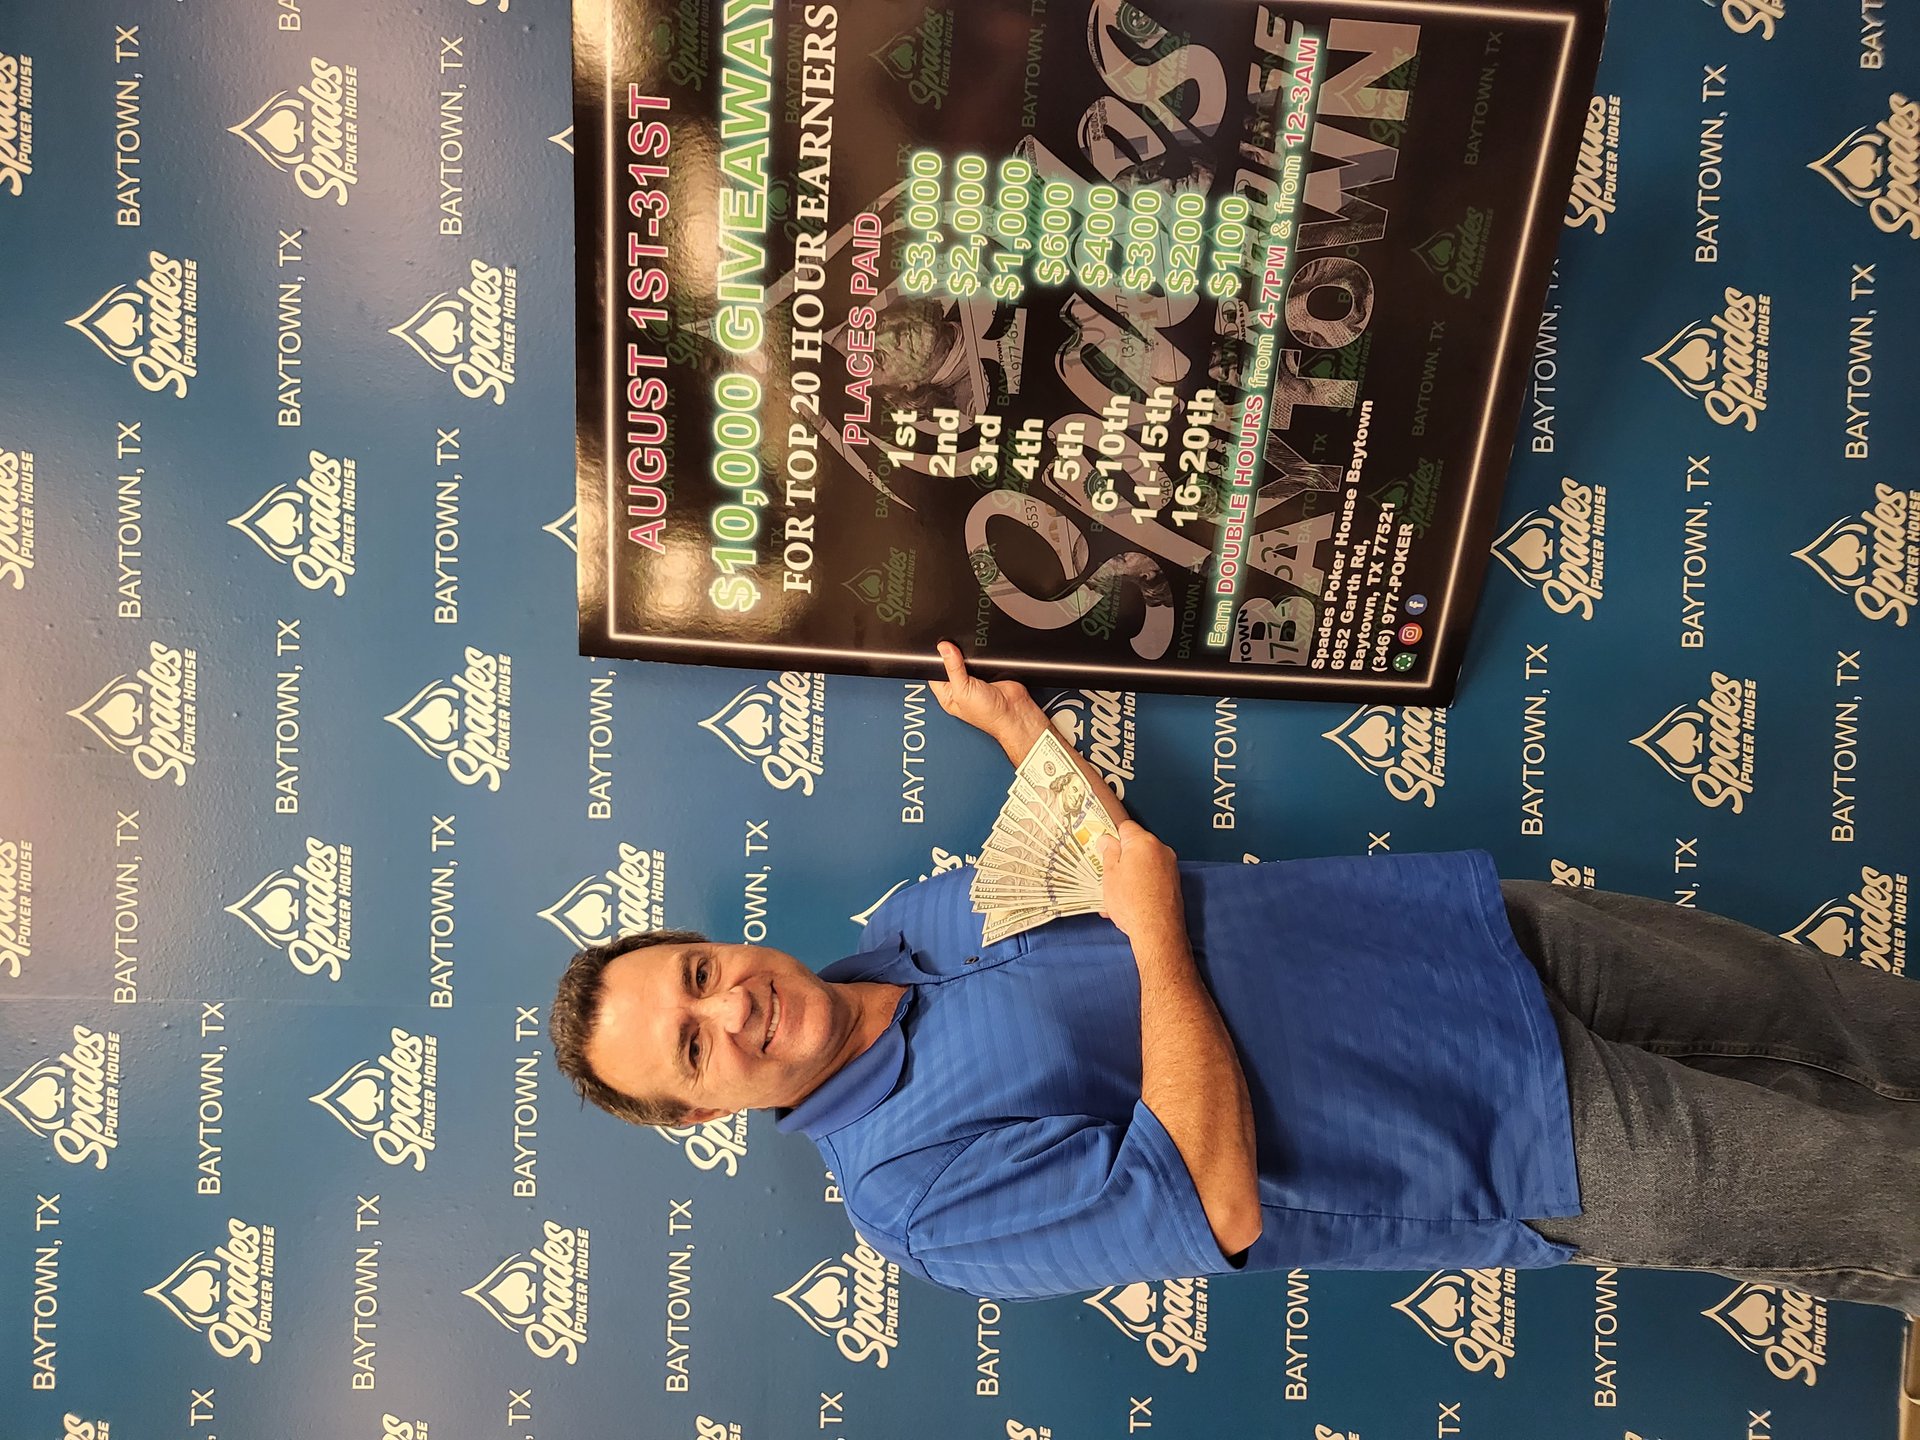 AUGUST 1ST-31ST
$10,000 GIVEAWAY
FOR TOP 20 HOUR EARNERS
PLACES PAID
1st $3,000
2nd $2,000
3rd $1,000
4th $600
5th $400
6-10th $300
11-15th $200
16-20th $100
Earn DOUBLE HOURS from 4-7PM & from 12-3AM
Spades
BAYTOWN
Spades Poker House Baytown
6952 Garth Rd,
Baytown, TX 77521
(346) 977-POKER
Spades
POKER HOUSE
BAYTOWN, TX